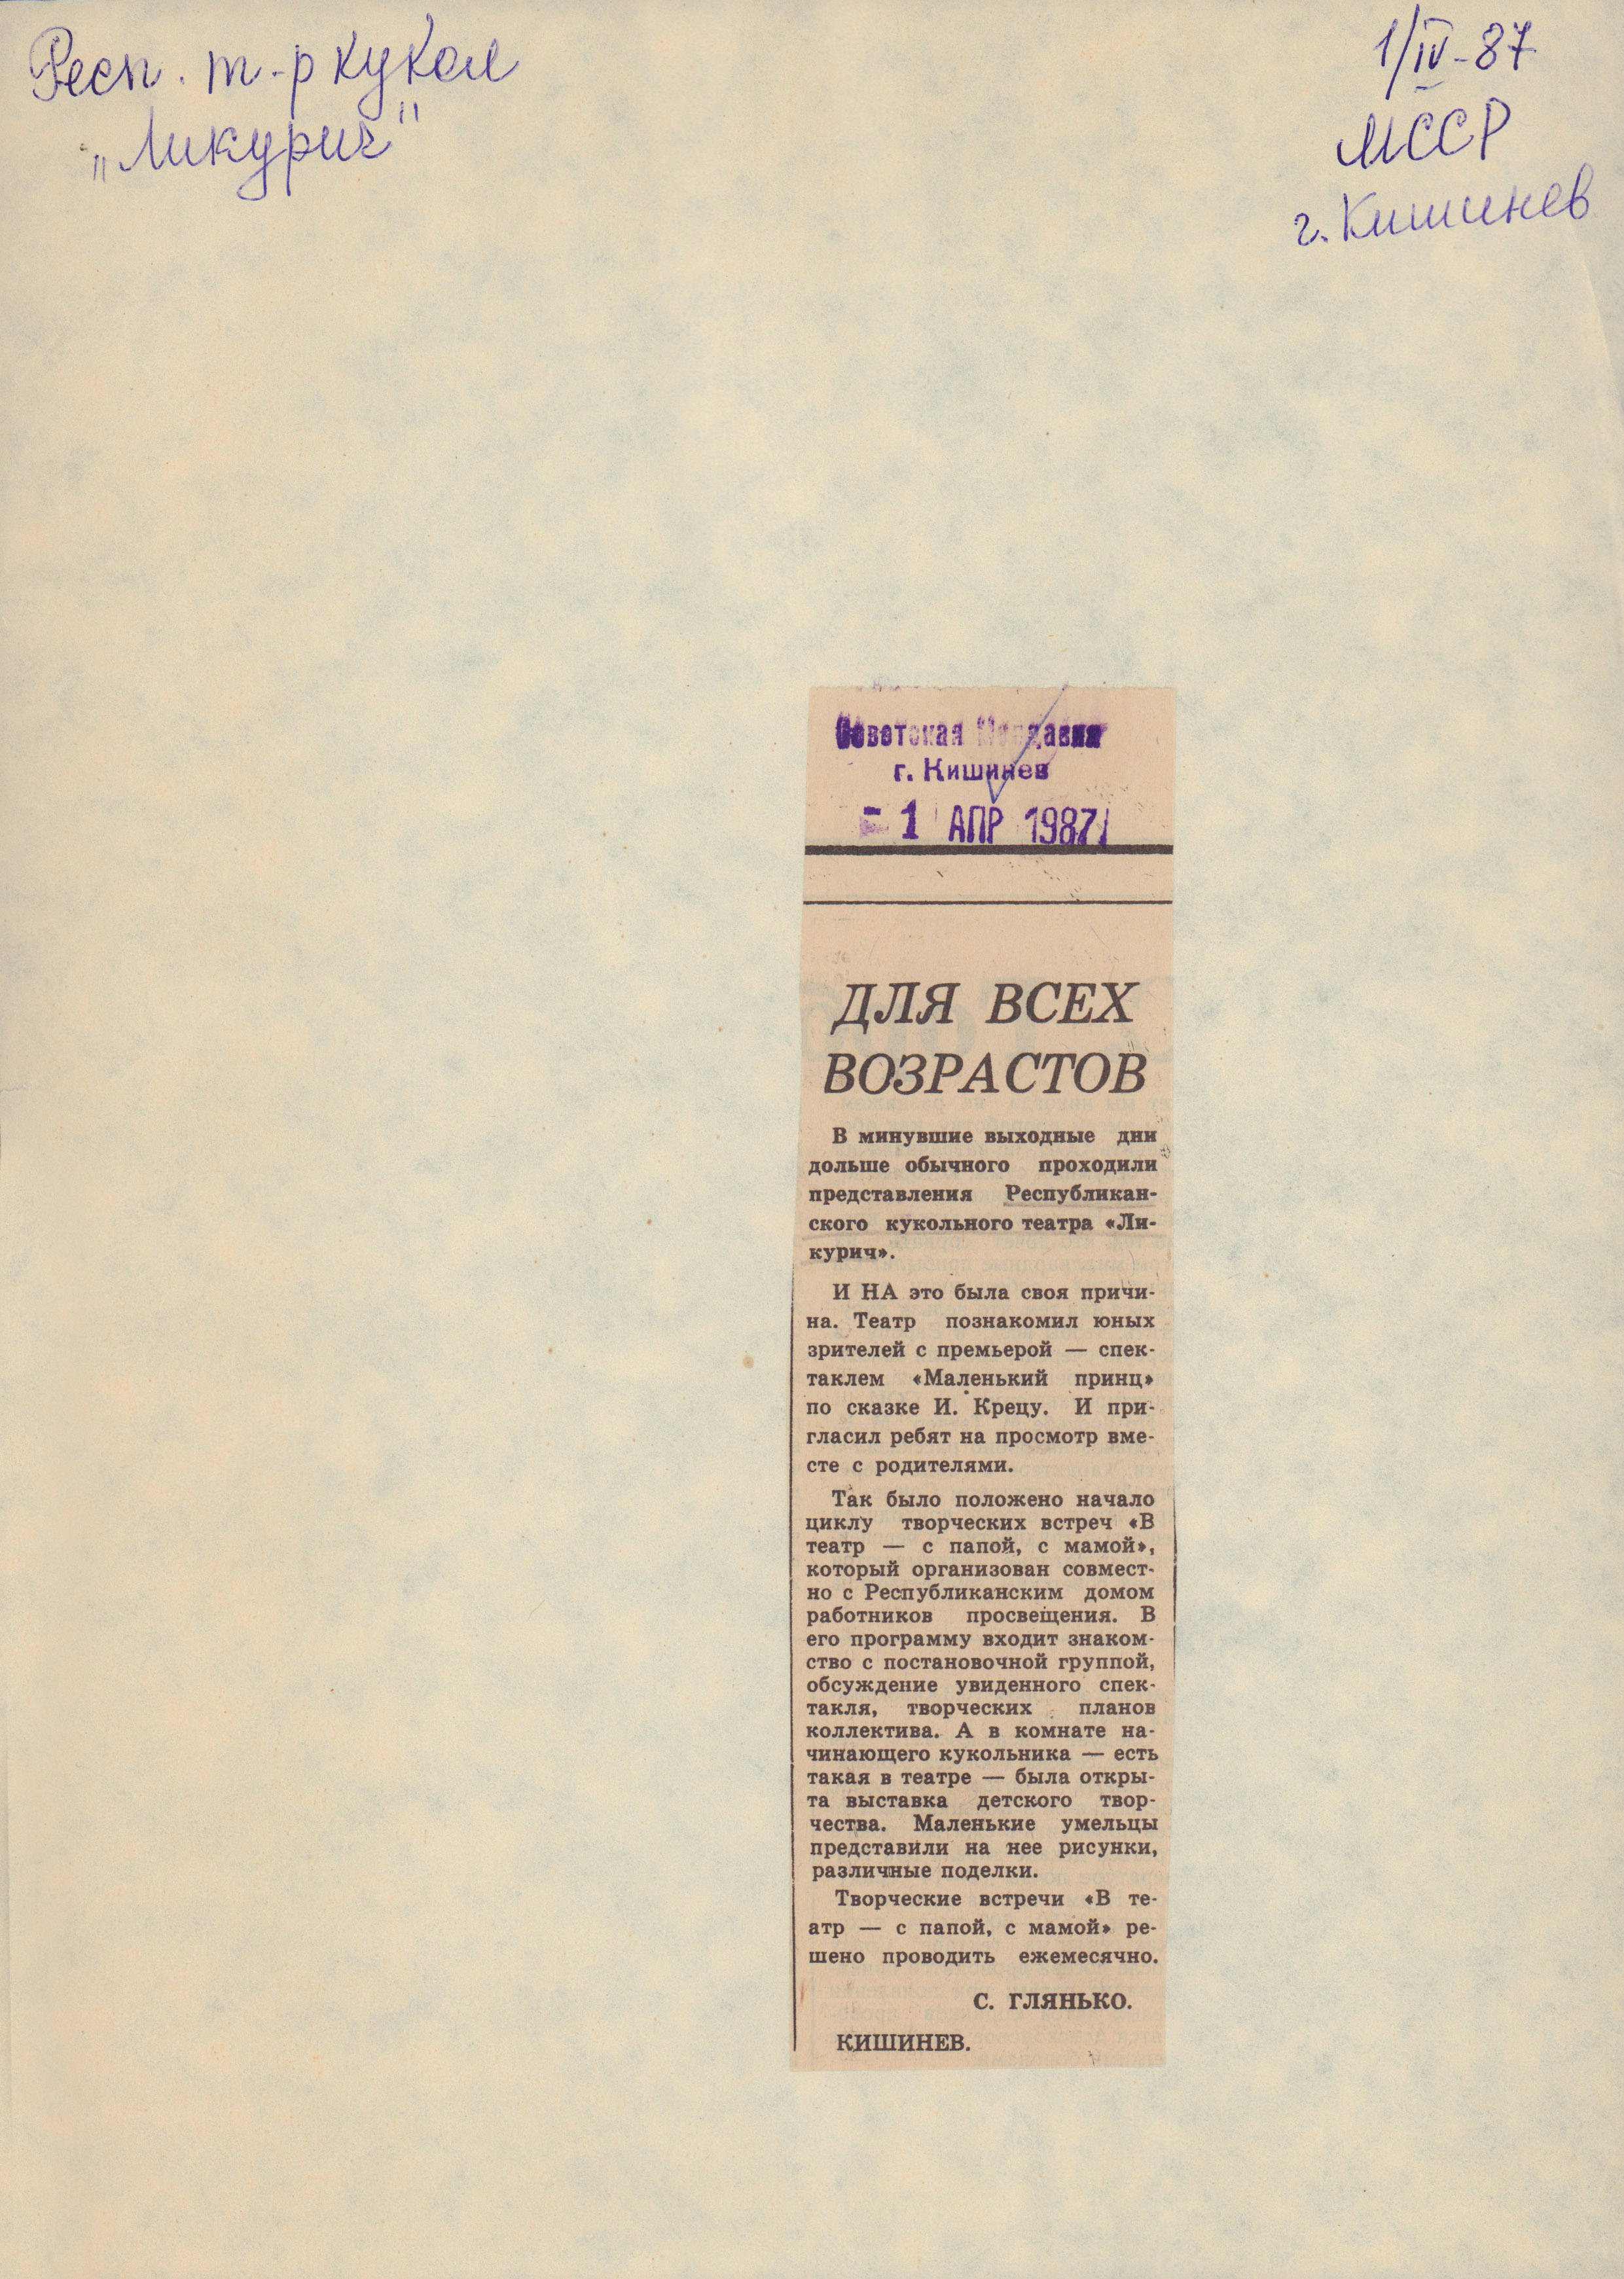 Респ. т-р кукол
„Ликурич"
1/IV-87
МССР
г. Кишинев
Советская Молдавия
г. Кишинев
- 1 АПР 1987
ДЛЯ ВСЕХ
ВОЗРАСТОВ
В минувшие выходные дни
дольше обычного проходили
представления Республикан-
ского кукольного театра «Ли-
курич».
И НА это была своя причи-
на. Театр познакомил юных
зрителей с премьерой — спек-
таклем «Маленький принц»
по сказке И. Крецу. И при-
гласил ребят на просмотр вме-
сте с родителями.
Так было положено начало
циклу творческих встреч «В
театр — с папой, с мамой»,
который организован совмест-
но с Республиканским домом
работников просвещения. В
его программу входит знаком-
ство с постановочной группой,
обсуждение увиденного спек-
такля, творческих планов
коллектива. А в комнате на-
чинающего кукольника — есть
такая в театре — была откры-
та выставка детского твор-
чества. Маленькие умельцы
представили на нее рисунки,
различные поделки.
Творческие встречи «В те-
атр — с папой, с мамой» ре-
шено проводить ежемесячно.
С. ГЛЯНЬКО.
КИШИНЕВ.